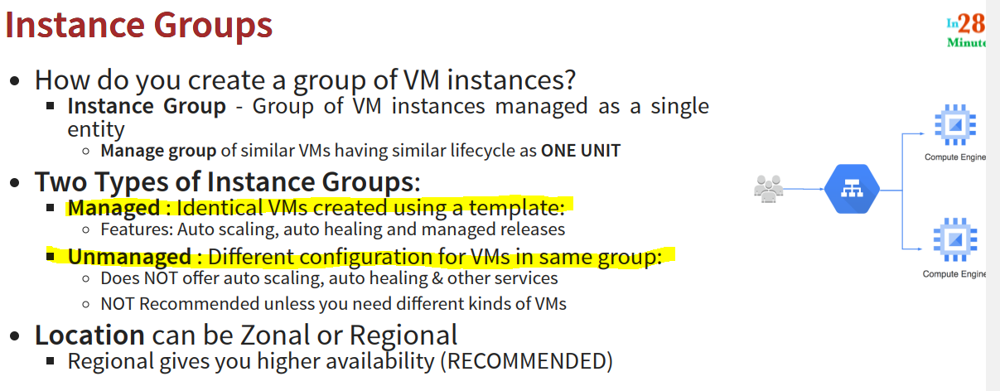 Instance Groups
In28
Minute
• How do you create a group of VM instances?
▪ Instance Group - Group of VM instances managed as a single
entity
◦ Manage group of similar VMs having similar lifecycle as ONE UNIT
• Two Types of Instance Groups:
▪ Managed : Identical VMs created using a template:
◦ Features: Auto scaling, auto healing and managed releases
▪ Unmanaged : Different configuration for VMs in same group:
◦ Does NOT offer auto scaling, auto healing & other services
◦ NOT Recommended unless you need different kinds of VMs
• Location can be Zonal or Regional
▪ Regional gives you higher availability (RECOMMENDED)
Compute Engine
Compute Engine